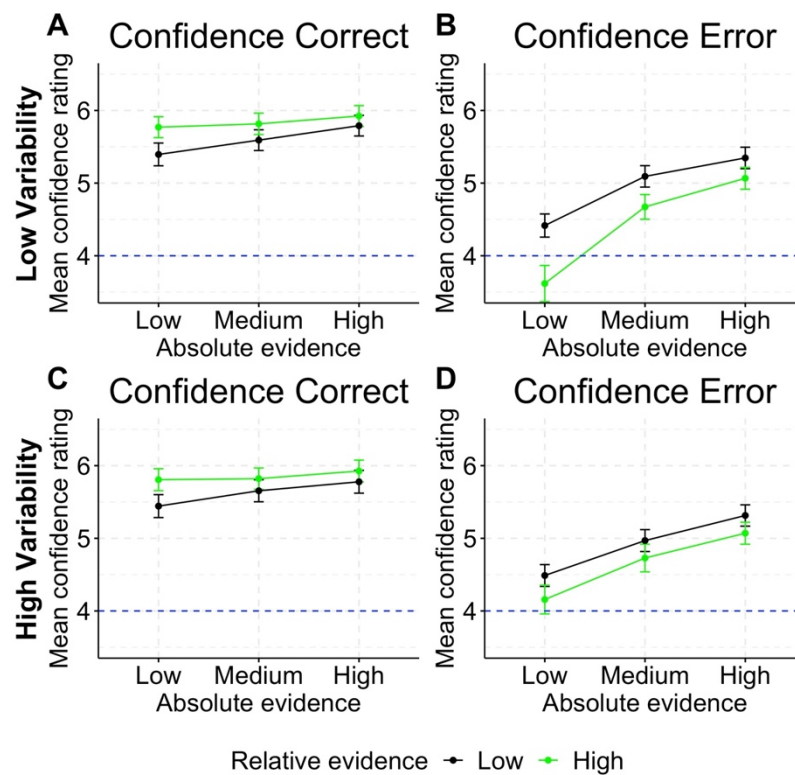 A
Confidence Correct
Low Variability
Mean confidence rating
6
5
4
Low Medium High
Absolute evidence
B
Confidence Error
Mean confidence rating
6
5
4
Low Medium High
Absolute evidence
C
Confidence Correct
High Variability
Mean confidence rating
6
5
4
Low Medium High
Absolute evidence
D
Confidence Error
Mean confidence rating
6
5
4
Low Medium High
Absolute evidence
Relative evidence Low High